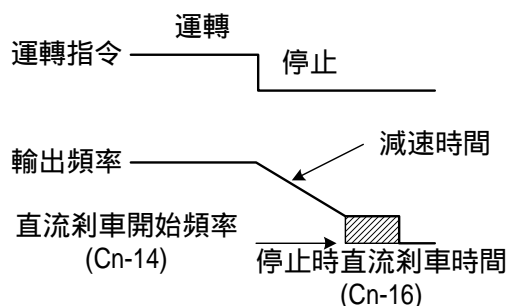 運轉
運轉指令
停止
減速時間
輸出頻率
直流剎車開始頻率
(Cn-14)
停止時直流剎車時間
(Cn-16)